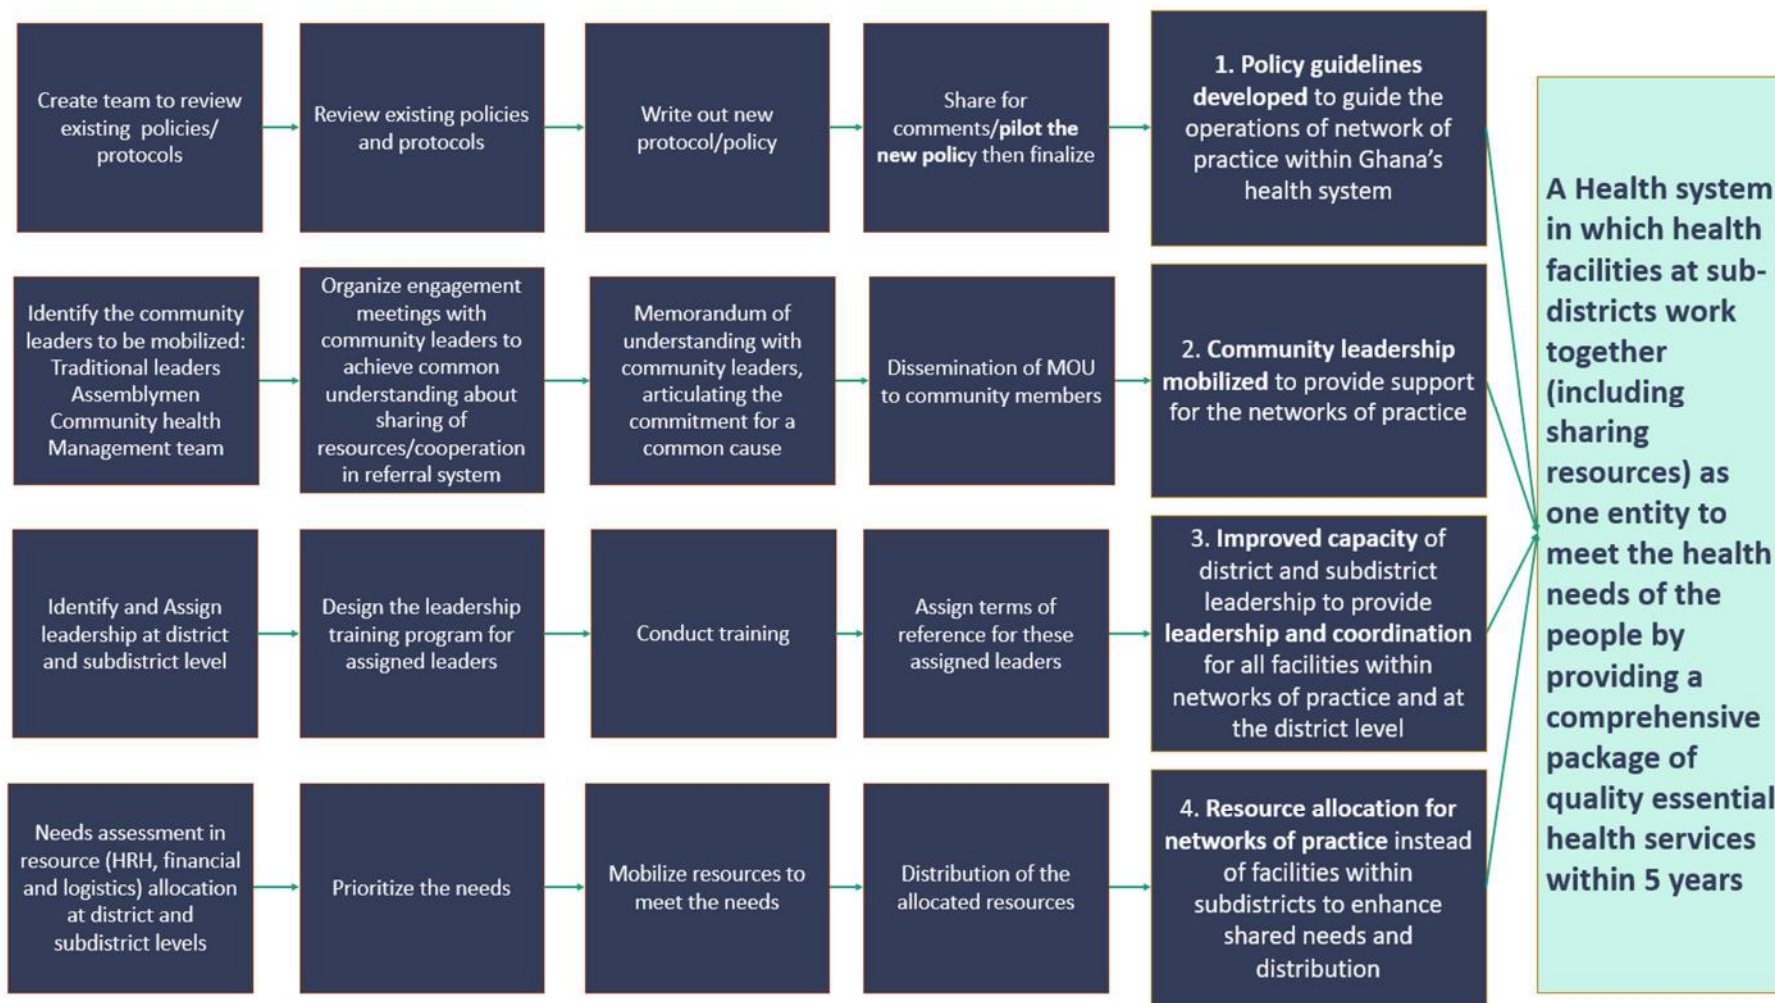 Create team to review
existing policies/
protocols
Review existing policies
and protocols
Write out new
protocol/policy
Share for
comments/pilot the
new policy then finalize
1. Policy guidelines
developed to guide the
operations of network of
practice within Ghana's
health system
Identify the community
leaders to be mobilized:
Traditional leaders
Assemblymen
Community health
Management team
Organize engagement
meetings with
community leaders to
achieve common
understanding about
sharing of
resources/cooperation
in referral system
Memorandum of
understanding with
community leaders,
articulating the
commitment for a
common cause
Dissemination of MOU
to community members
2. Community leadership
mobilized to provide support
for the networks of practice
Identify and Assign
leadership at district
and subdistrict level
Design the leadership
training program for
assigned leaders
Conduct training
Assign terms of
reference for these
assigned leaders
3. Improved capacity of
district and subdistrict
leadership to provide
leadership and coordination
for all facilities within
networks of practice and at
the district level
Needs assessment in
resource (HRH, financial
and logistics) allocation
at district and
subdistrict levels
Prioritize the needs
Mobilize resources to
meet the needs
Distribution of the
allocated resources
4. Resource allocation for
networks of practice instead
of facilities within
subdistricts to enhance
shared needs and
distribution
A Health system
in which health
facilities at sub-
districts work
together
(including
sharing
resources) as
one entity to
meet the health
needs of the
people by
providing a
comprehensive
package of
quality essential
health services
within 5 years